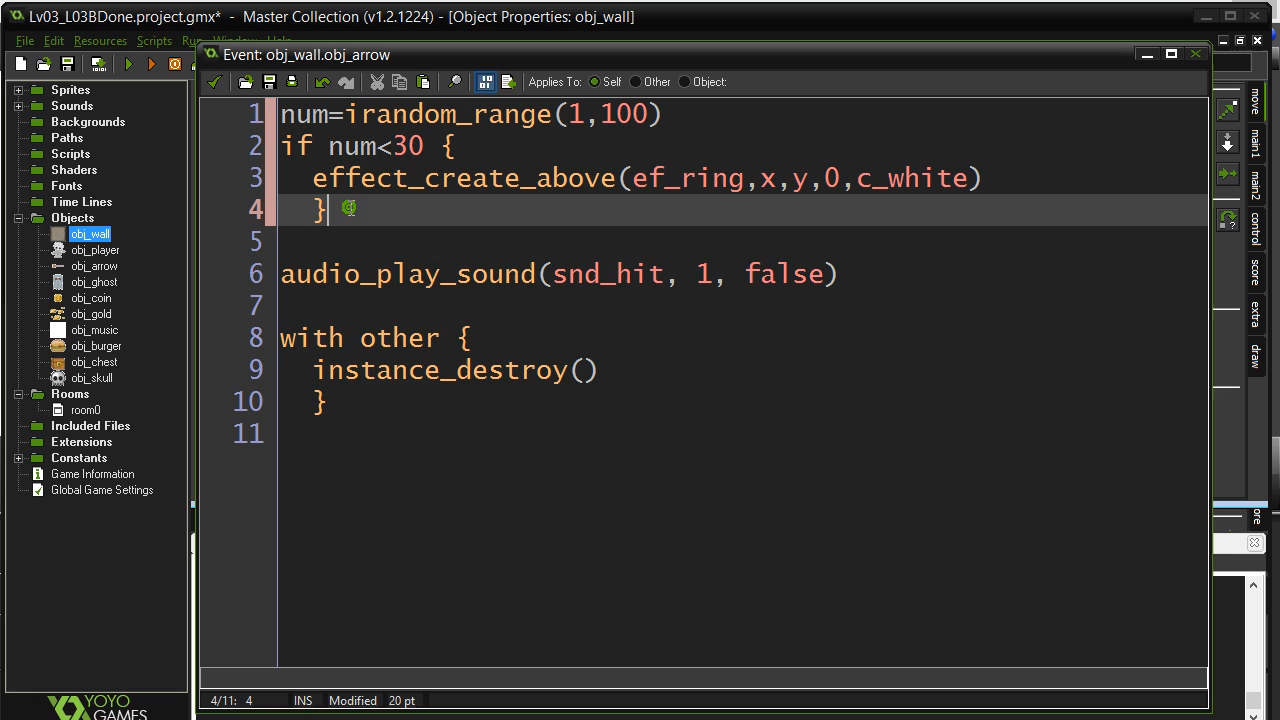 Lv03_L03BDone.project.gmx* - Master Collection (v1.2.1224) - [Object Properties: obj_wall]
File Edit Resources Scripts
Event: obj_wall.obj_arrow
Applies To: Self Other Object:
Sprites
Sounds
Backgrounds
Paths
Scripts
Shaders
Fonts
Time Lines
Objects
obj_wall
obj_player
obj_arrow
obj_ghost
obj_coin
obj_gold
obj_music
obj_burger
obj_chest
obj_skull
Rooms
room0
Included Files
Extensions
Constants
Game Information
Global Game Settings
YOYO
GAMES
1 num=irandom_range(1,100)
2 if num<30 {
3 effect_create_above(ef_ring,x,y,0,c_white)
4 }
5
6 audio_play_sound(snd_hit, 1, false)
7
8 with other {
9 instance_destroy()
10 }
11
4/11: 4 INS Modified 20 pt
move
main1
main2
control
score
extra
draw